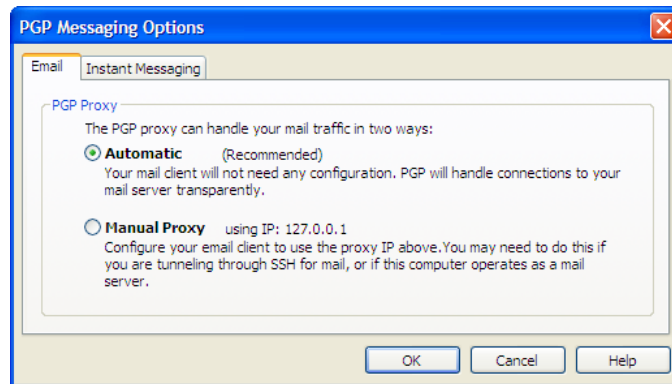 PGP Messaging Options
Email
Instant Messaging
PGP Proxy
The PGP proxy can handle your mail traffic in two ways:
Automatic (Recommended)
Your mail client will not need any configuration. PGP will handle connections to your
mail server transparently.
Manual Proxy using IP: 127.0.0.1
Configure your email client to use the proxy IP above.You may need to do this if
you are tunneling through SSH for mail, or if this computer operates as a mail
server.
OK
Cancel
Help